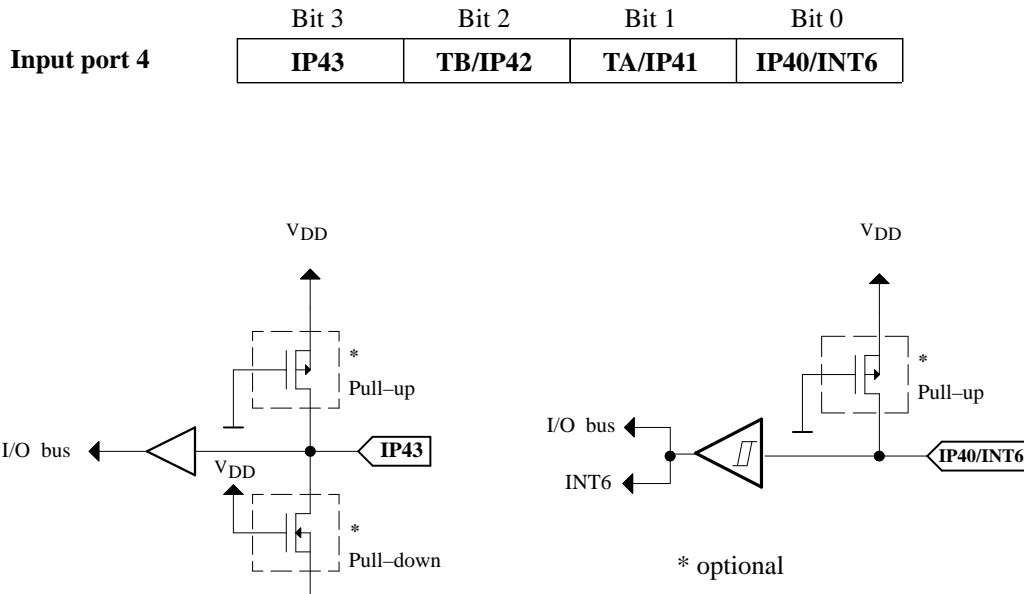 Bit 3 Bit 2 Bit 1 Bit 0
Input port 4 IP43 TB/IP42 TA/IP41 IP40/INT6
VDD VDD
* *
Pull–up Pull–up
I/O bus IP43 I/O bus IP40/INT6
VDD INT6
*
Pull–down
* optional